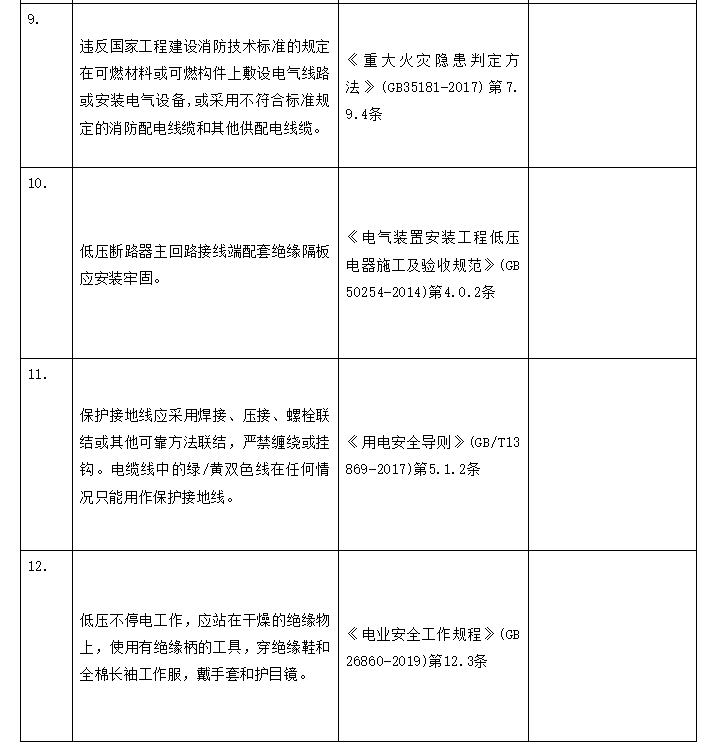 9.
违反国家工程建设消防技术标准的规定
在可燃材料或可燃构件上敷设电气线路
或安装电气设备,或采用不符合标准规
定的消防配电线缆和其他供配电线缆。
《重大火灾隐患判定方
法》(GB35181-2017)第7.
9.4条
10.
低压断路器主回路接线端配套绝缘隔板
应安装牢固。
《电气装置安装工程低压
电器施工及验收规范》(GB
50254-2014)第4.0.2条
11.
保护接地线应采用焊接、压接、螺栓联
结或其他可靠方法联结，严禁缠绕或挂
钩。电缆线中的绿/黄双色线在任何情
况只能用作保护接地线。
《用电安全导则》(GB/T13
869-2017)第5.1.2条
12.
低压不停电工作，应站在干燥的绝缘物
上，使用有绝缘柄的工具，穿绝缘鞋和
全棉长袖工作服，戴手套和护目镜。
《电业安全工作规程》(GB
26860-2019)第12.3条